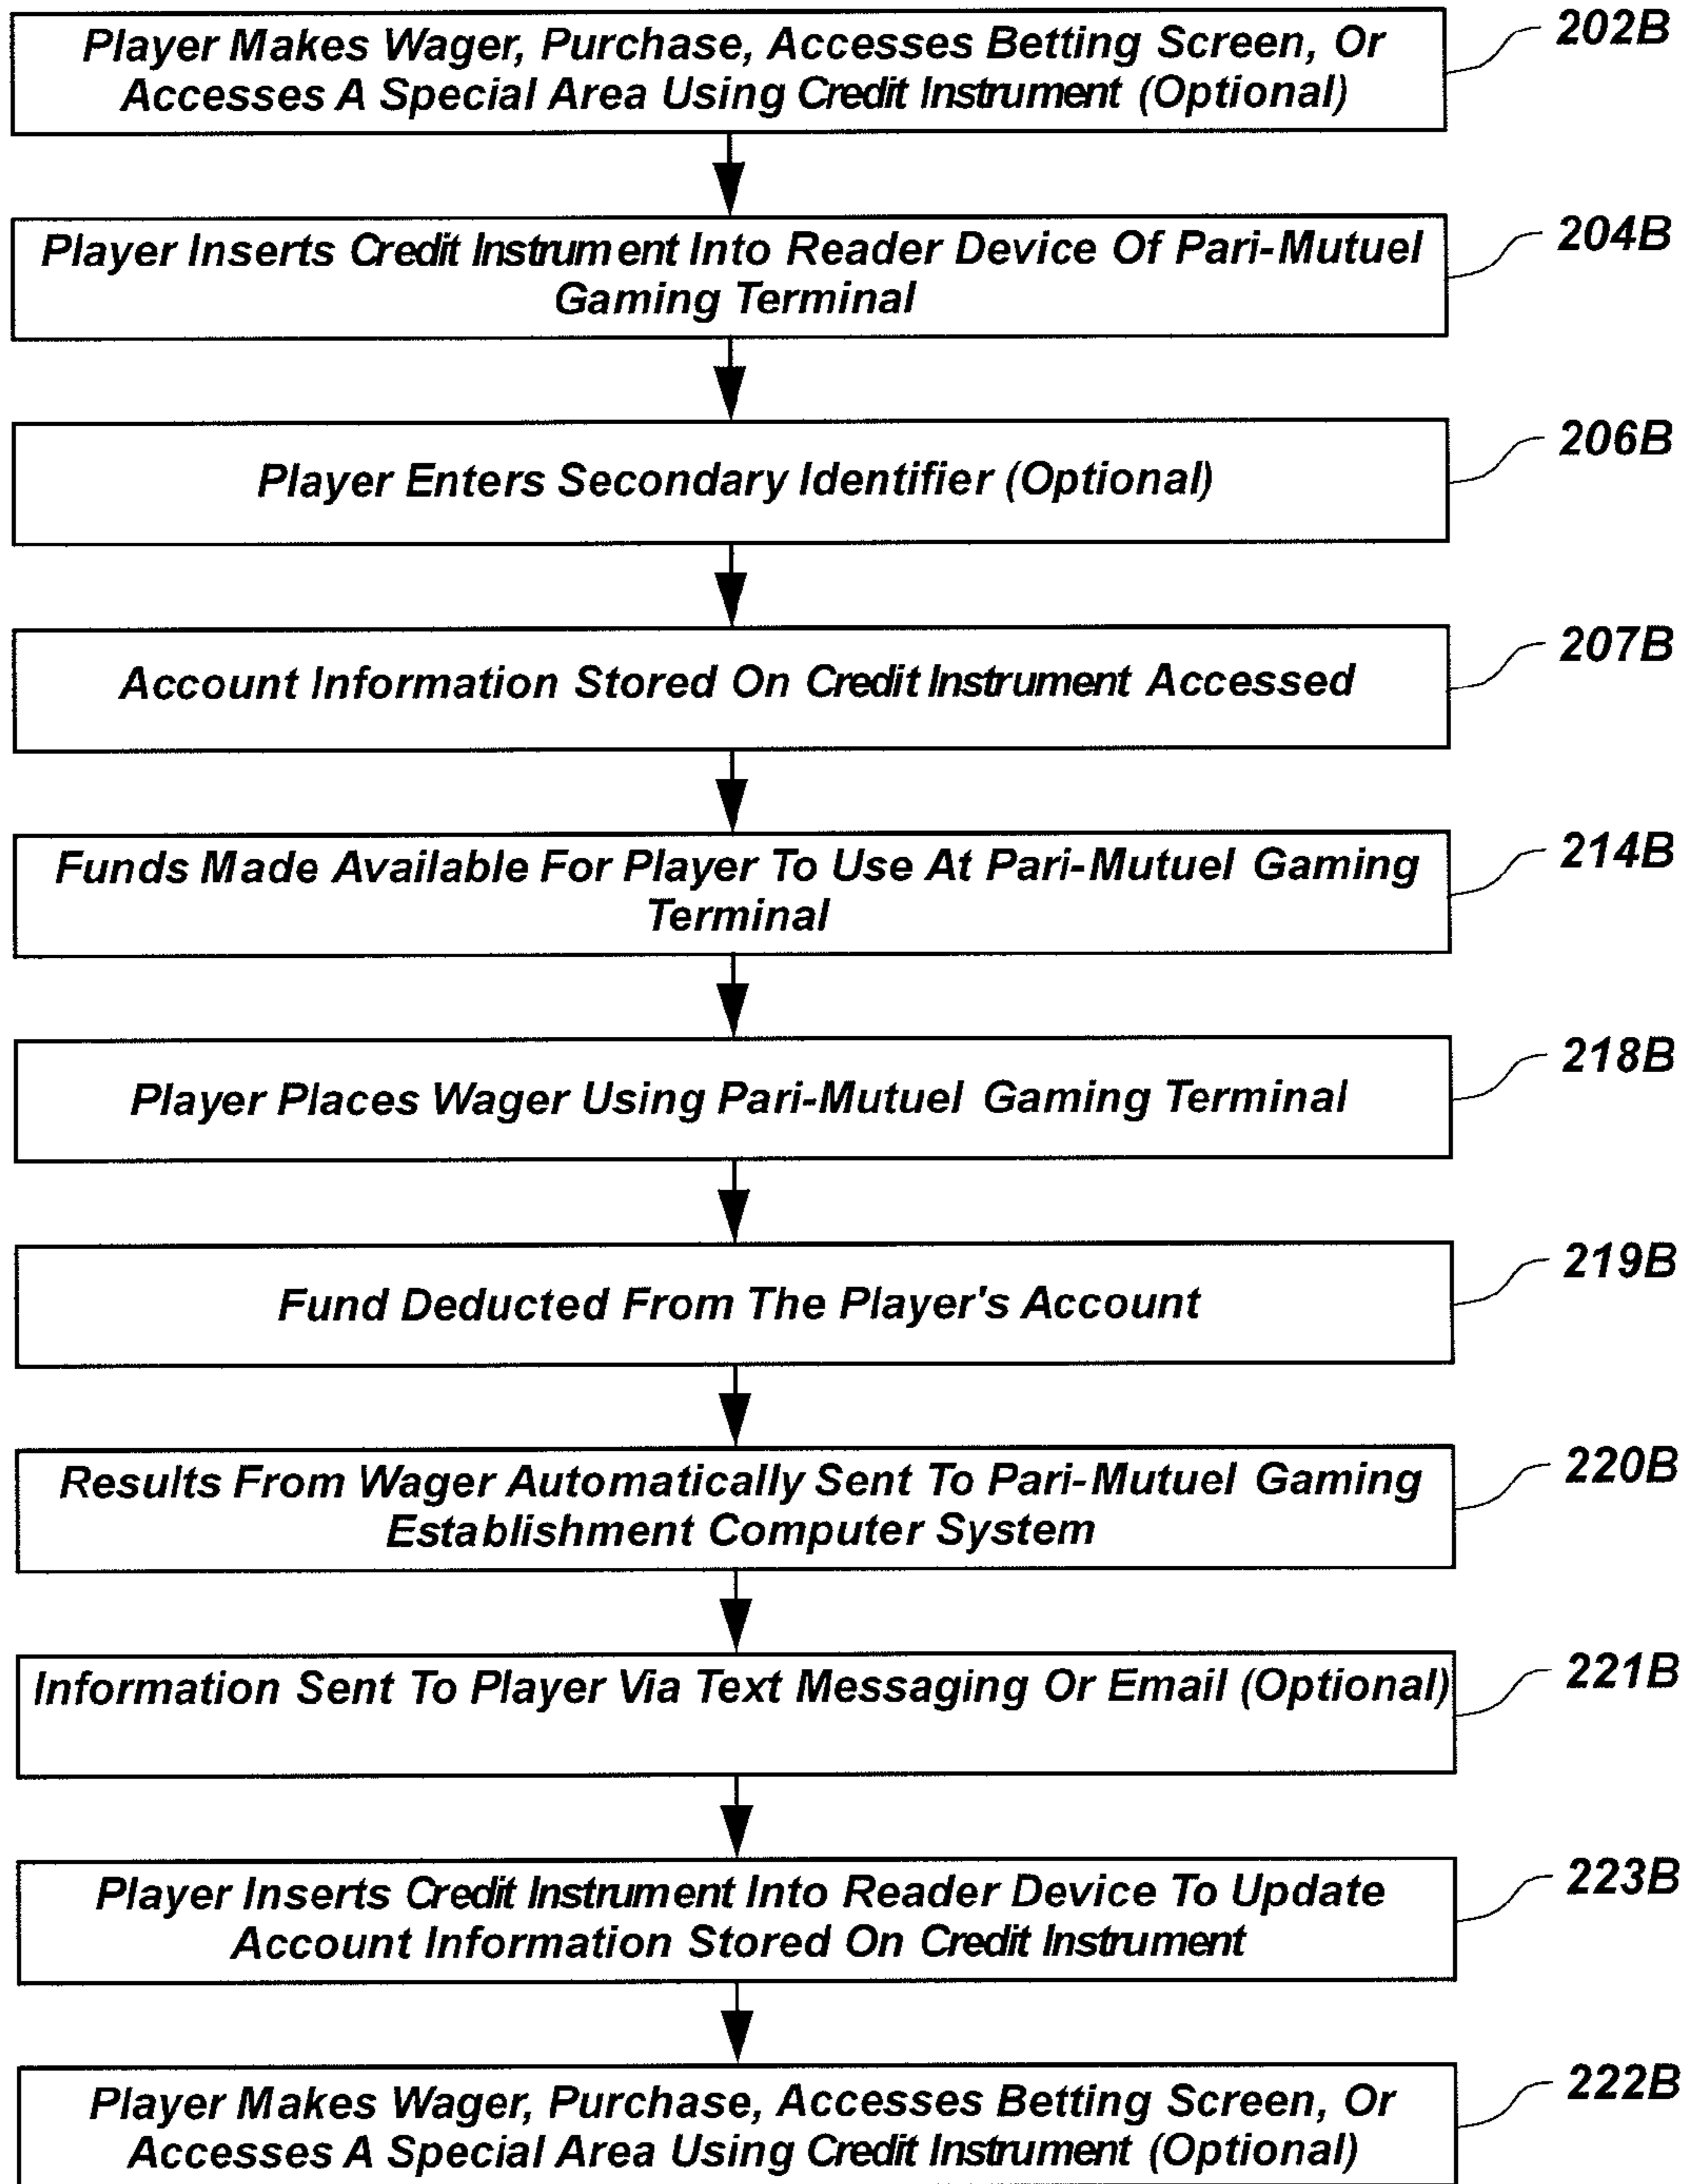 Player Makes Wager, Purchase, Accesses Betting Screen, Or
Accesses A Special Area Using Credit Instrument (Optional)
202B
Player Inserts Credit Instrument Into Reader Device Of Pari-Mutuel
Gaming Terminal
204B
Player Enters Secondary Identifier (Optional)
206B
Account Information Stored On Credit Instrument Accessed
207B
Funds Made Available For Player To Use At Pari-Mutuel Gaming
Terminal
214B
Player Places Wager Using Pari-Mutuel Gaming Terminal
218B
Fund Deducted From The Player's Account
219B
Results From Wager Automatically Sent To Pari-Mutuel Gaming
Establishment Computer System
220B
Information Sent To Player Via Text Messaging Or Email (Optional)
221B
Player Inserts Credit Instrument Into Reader Device To Update
Account Information Stored On Credit Instrument
223B
Player Makes Wager, Purchase, Accesses Betting Screen, Or
Accesses A Special Area Using Credit Instrument (Optional)
222B